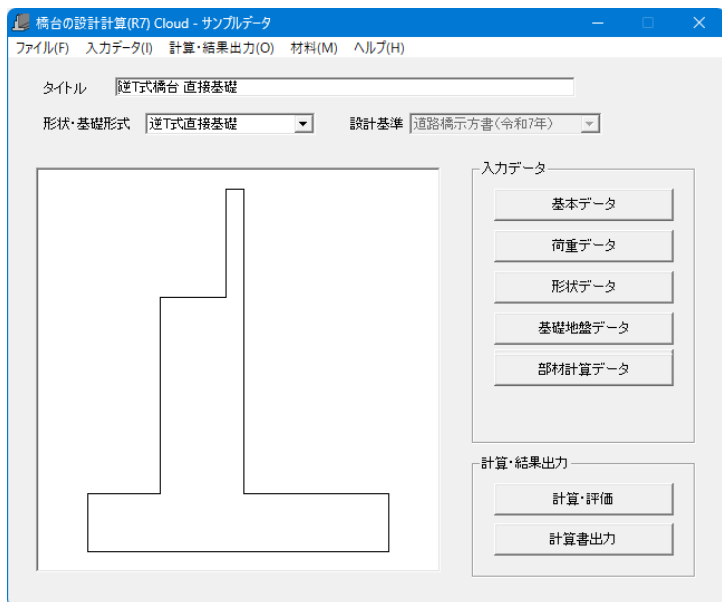 橋台の設計計算(R7) Cloud - サンプルデータ
ファイル(F) 入力データ(I) 計算・結果出力(O) 材料(M) ヘルプ(H)
タイトル 逆T式橋台 直接基礎
形状・基礎形式 逆T式直接基礎 設計基準 道路橋示方書(令和7年)
入力データ
基本データ
荷重データ
形状データ
基礎地盤データ
部材計算データ
計算・結果出力
計算・評価
計算書出力